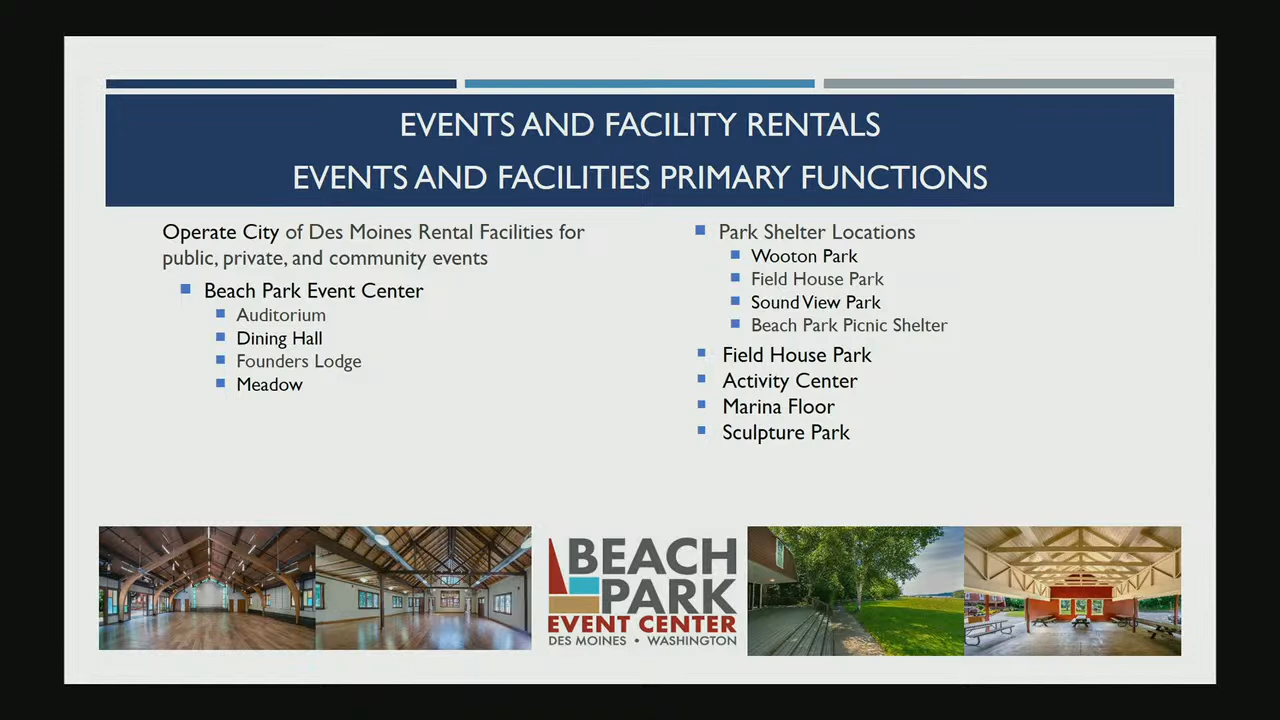 EVENTS AND FACILITY RENTALS
EVENTS AND FACILITIES PRIMARY FUNCTIONS
Operate City of Des Moines Rental Facilities for
public, private, and community events
Beach Park Event Center
Auditorium
Dining Hall
Founders Lodge
Meadow
Park Shelter Locations
Wooton Park
Field House Park
Sound View Park
Beach Park Picnic Shelter
Field House Park
Activity Center
Marina Floor
Sculpture Park
BEACH
PARK
EVENT CENTER
DES MOINES • WASHINGTON